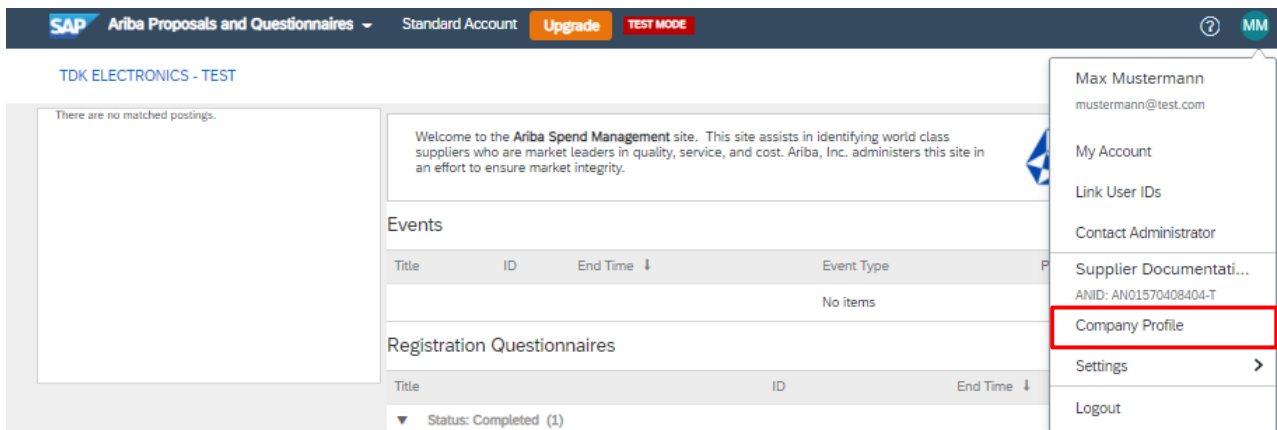 SAP Ariba Proposals and Questionnaires Standard Account Upgrade TEST MODE MM
TDK ELECTRONICS - TEST
There are no matched postings.
Welcome to the Ariba Spend Management site. This site assists in identifying world class
suppliers who are market leaders in quality, service, and cost. Ariba, Inc. administers this site in
an effort to ensure market integrity.
Events
Title ID End Time ↓ Event Type P
No items
Registration Questionnaires
Title ID End Time ↓
▼ Status: Completed (1)
Max Mustermann
mustermann@test.com
My Account
Link User IDs
Contact Administrator
Supplier Documentati...
ANID: AN01570408404-T
Company Profile
Settings >
Logout